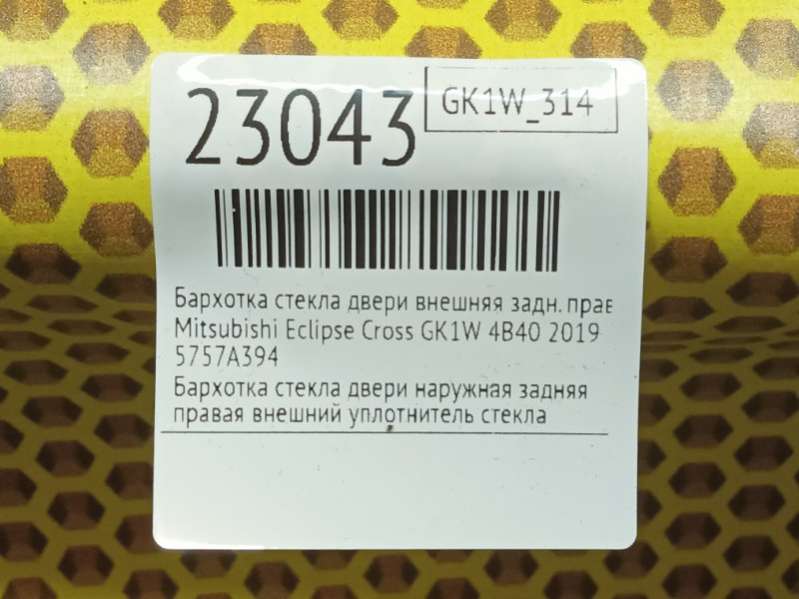 23043
GK1W_314
Бархотка стекла двери внешняя задн. прав
Mitsubishi Eclipse Cross GK1W 4B40 2019
5757A394
Бархотка стекла двери наружная задняя
правая внешний уплотнитель стекла